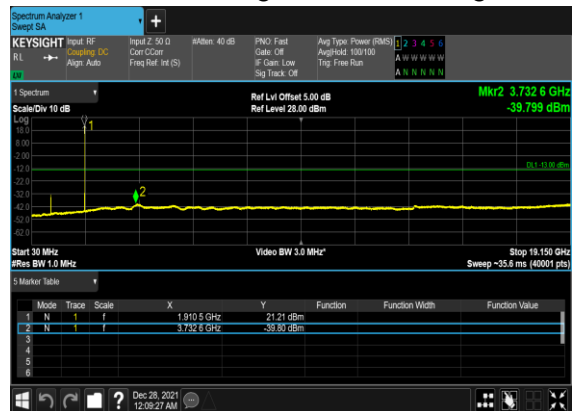 Spectrum Analyzer 1
Swept SA
KEYSIGHT Input: RF Input Z: 50 Ω #Atten: 40 dB PNO: Fast Avg Type: Power (RMS) 1 2 3 4 5 6
RL Coupling: DC Corr CCorr Gate: Off Avg|Hold: 100/100 A W W W W W
Align: Auto Freq Ref: Int (S) IF Gain: Low Trig: Free Run
Sig Track: Off A N N N N N
1 Spectrum Ref Lvl Offset 5.00 dB Mkr2 3.732 6 GHz
Scale/Div 10 dB Ref Level 28.00 dBm -39.799 dBm
Log
18.0 1
8.00
-2.00
-12.0 DL1 -13.00 dBm
-22.0
-32.0 2
-42.0
-52.0
-62.0
Start 30 MHz Video BW 3.0 MHz* Stop 19.150 GHz
#Res BW 1.0 MHz Sweep ~35.6 ms (40001 pts)
5 Marker Table
Mode Trace Scale X Y Function Function Width Function Value
1 N 1 f 1.910 5 GHz 21.21 dBm
2 N 1 f 3.732 6 GHz -39.80 dBm
3
4
5
6
Dec 28, 2021
12:09:27 AM